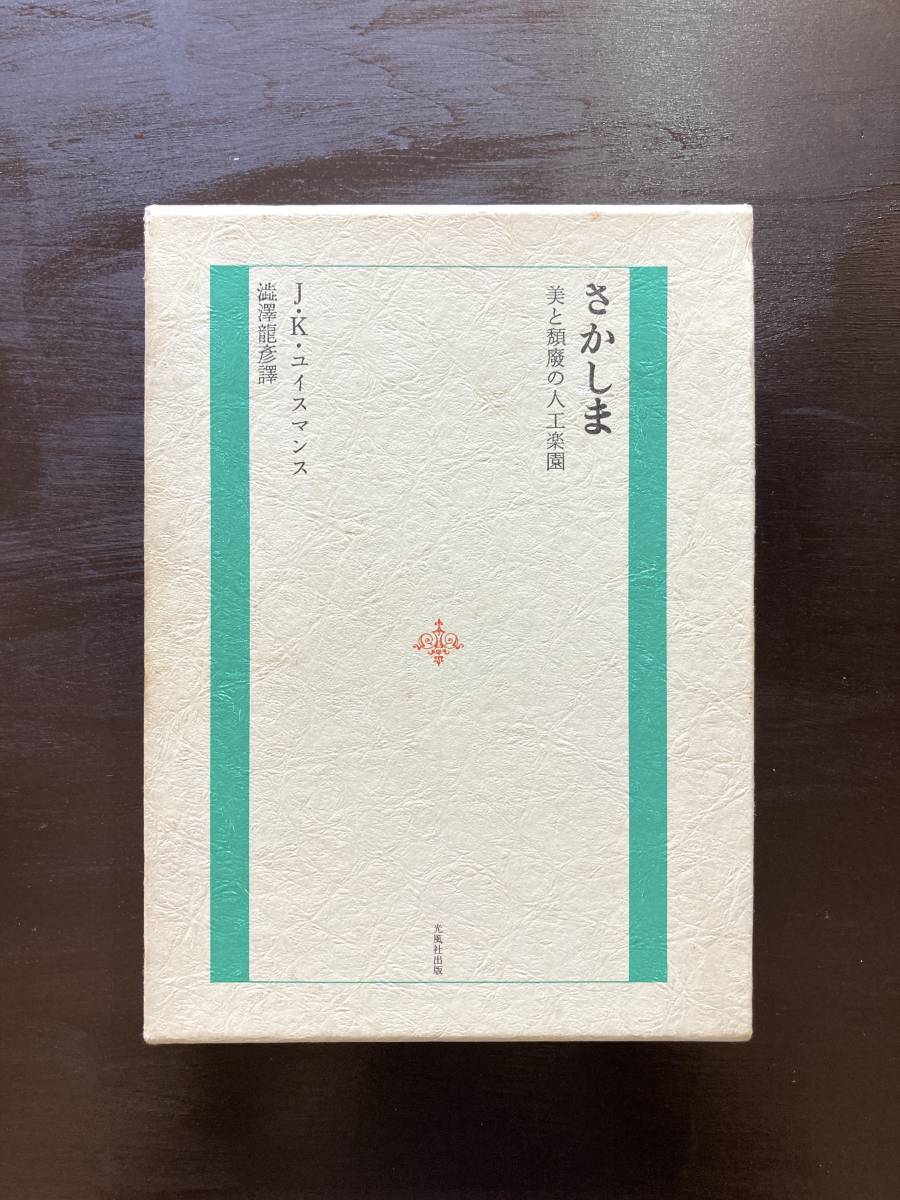 さかしま
美と頽廃の人工楽園
J・K・ユイスマンス
澁澤龍彥譯
光風社出版